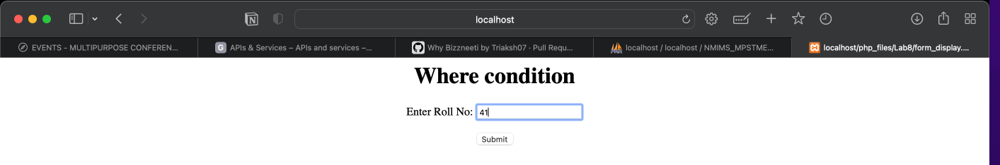 localhost
EVENTS - MULTIPURPOSE CONFEREN...
G APIs & Services – APIs and services –...
Why Bizzneeti by Triaksh07 · Pull Requ...
localhost / localhost / NMIMS_MPSTME...
localhost/php_files/Lab8/form_display....
Where condition
Enter Roll No: 41
Submit